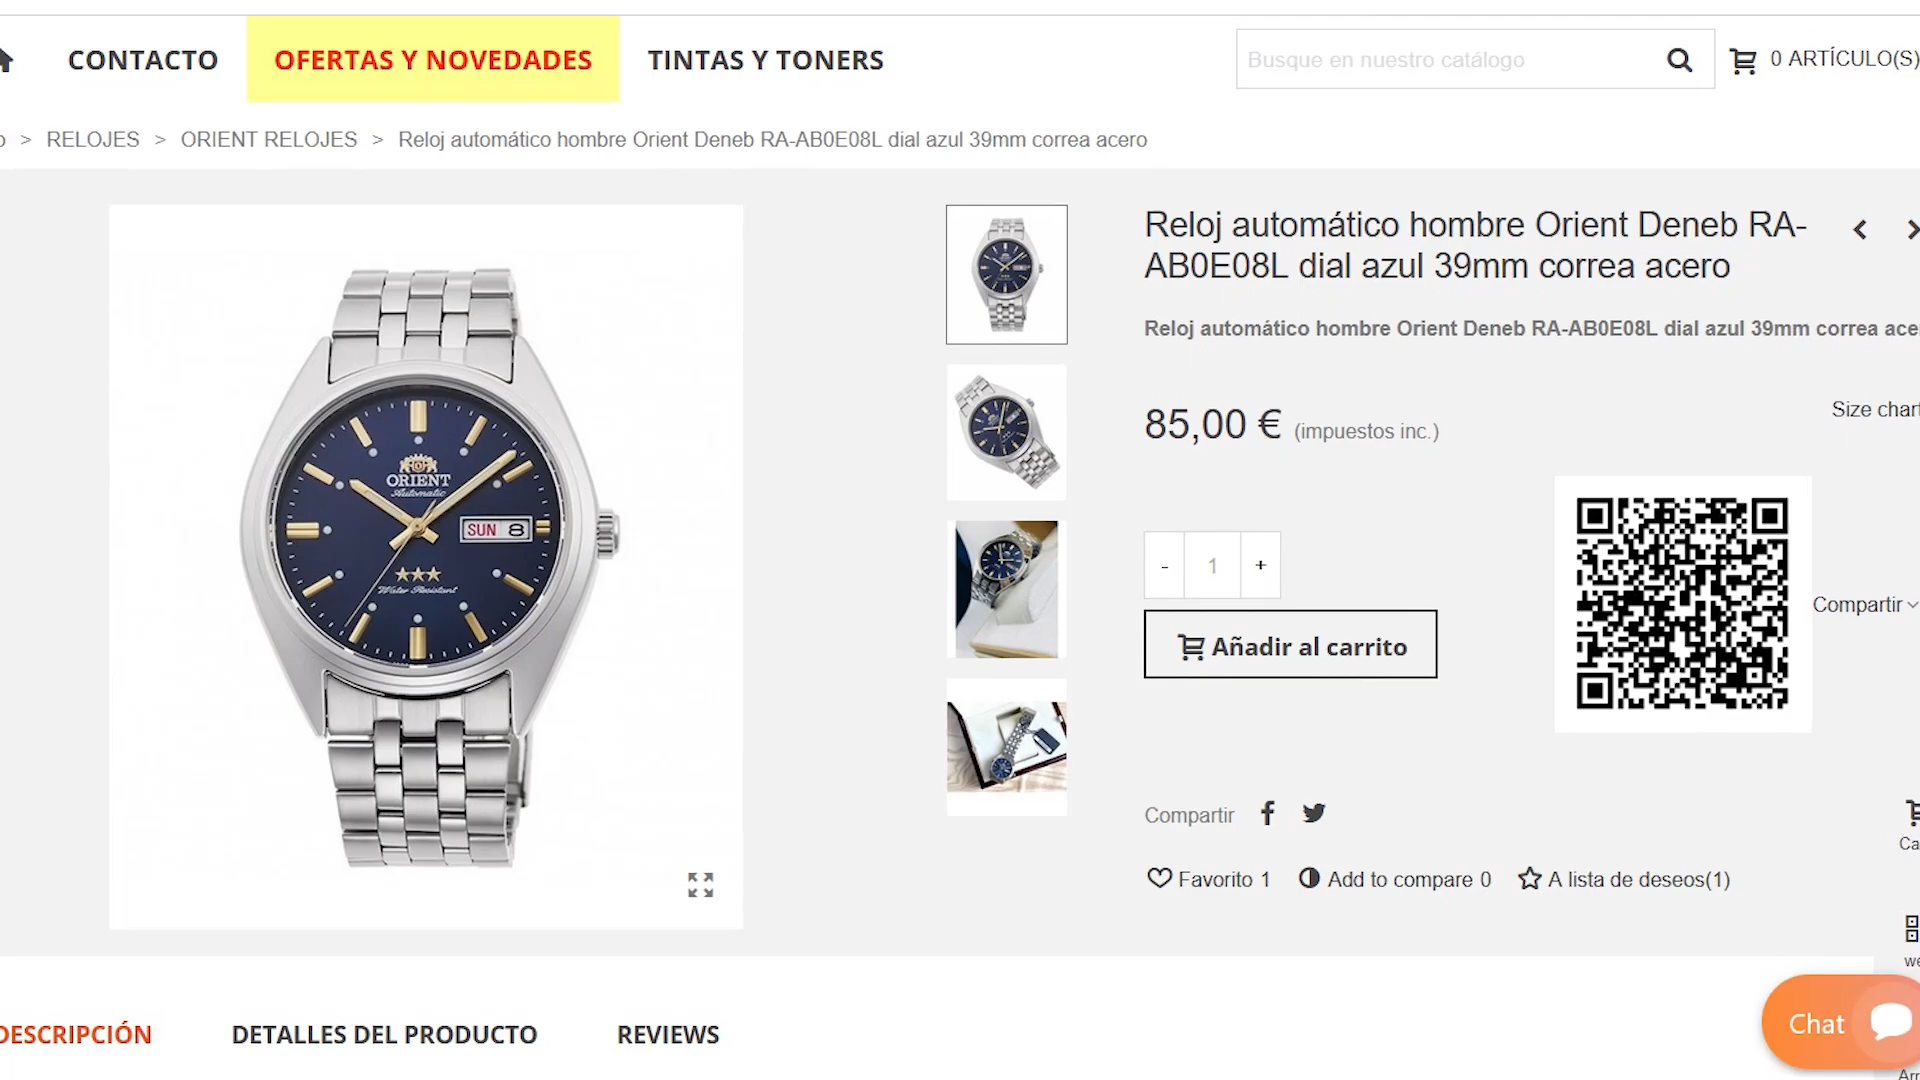 CONTACTO
OFERTAS Y NOVEDADES
TINTAS Y TONERS
Busque en nuestro catálogo
0 ARTÍCULO(S)
> RELOJES > ORIENT RELOJES > Reloj automático hombre Orient Deneb RA-AB0E08L dial azul 39mm correa acero
Reloj automático hombre Orient Deneb RA-
AB0E08L dial azul 39mm correa acero
Reloj automático hombre Orient Deneb RA-AB0E08L dial azul 39mm correa ace
Size chart
85,00 € (impuestos inc.)
ORIENT
Automatic
SUN 8
Water Resistant
- 1 +
Compartir
Añadir al carrito
Compartir
Favorito 1
Add to compare 0
A lista de deseos(1)
Ca
we
DESCRIPCIÓN
DETALLES DEL PRODUCTO
REVIEWS
Chat
Arr